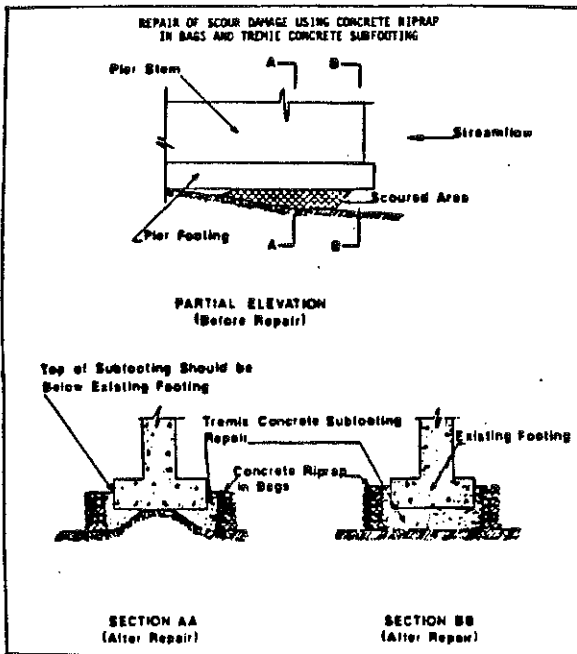 REPAIR OF SCOUR DAMAGE USING CONCRETE RIPRAP
IN BAGS AND TREMIE CONCRETE SUBFOOTING
A
B
Pier Stem
Streamflow
Scoured Area
Pier Footing
A
B
PARTIAL ELEVATION
(Before Repair)
Top of Subfooting Should be
Below Existing Footing
Tremie Concrete Subfooting
Repair
Existing Footing
Concrete Riprap
in Bags
SECTION AA
(After Repair)
SECTION BB
(After Repair)